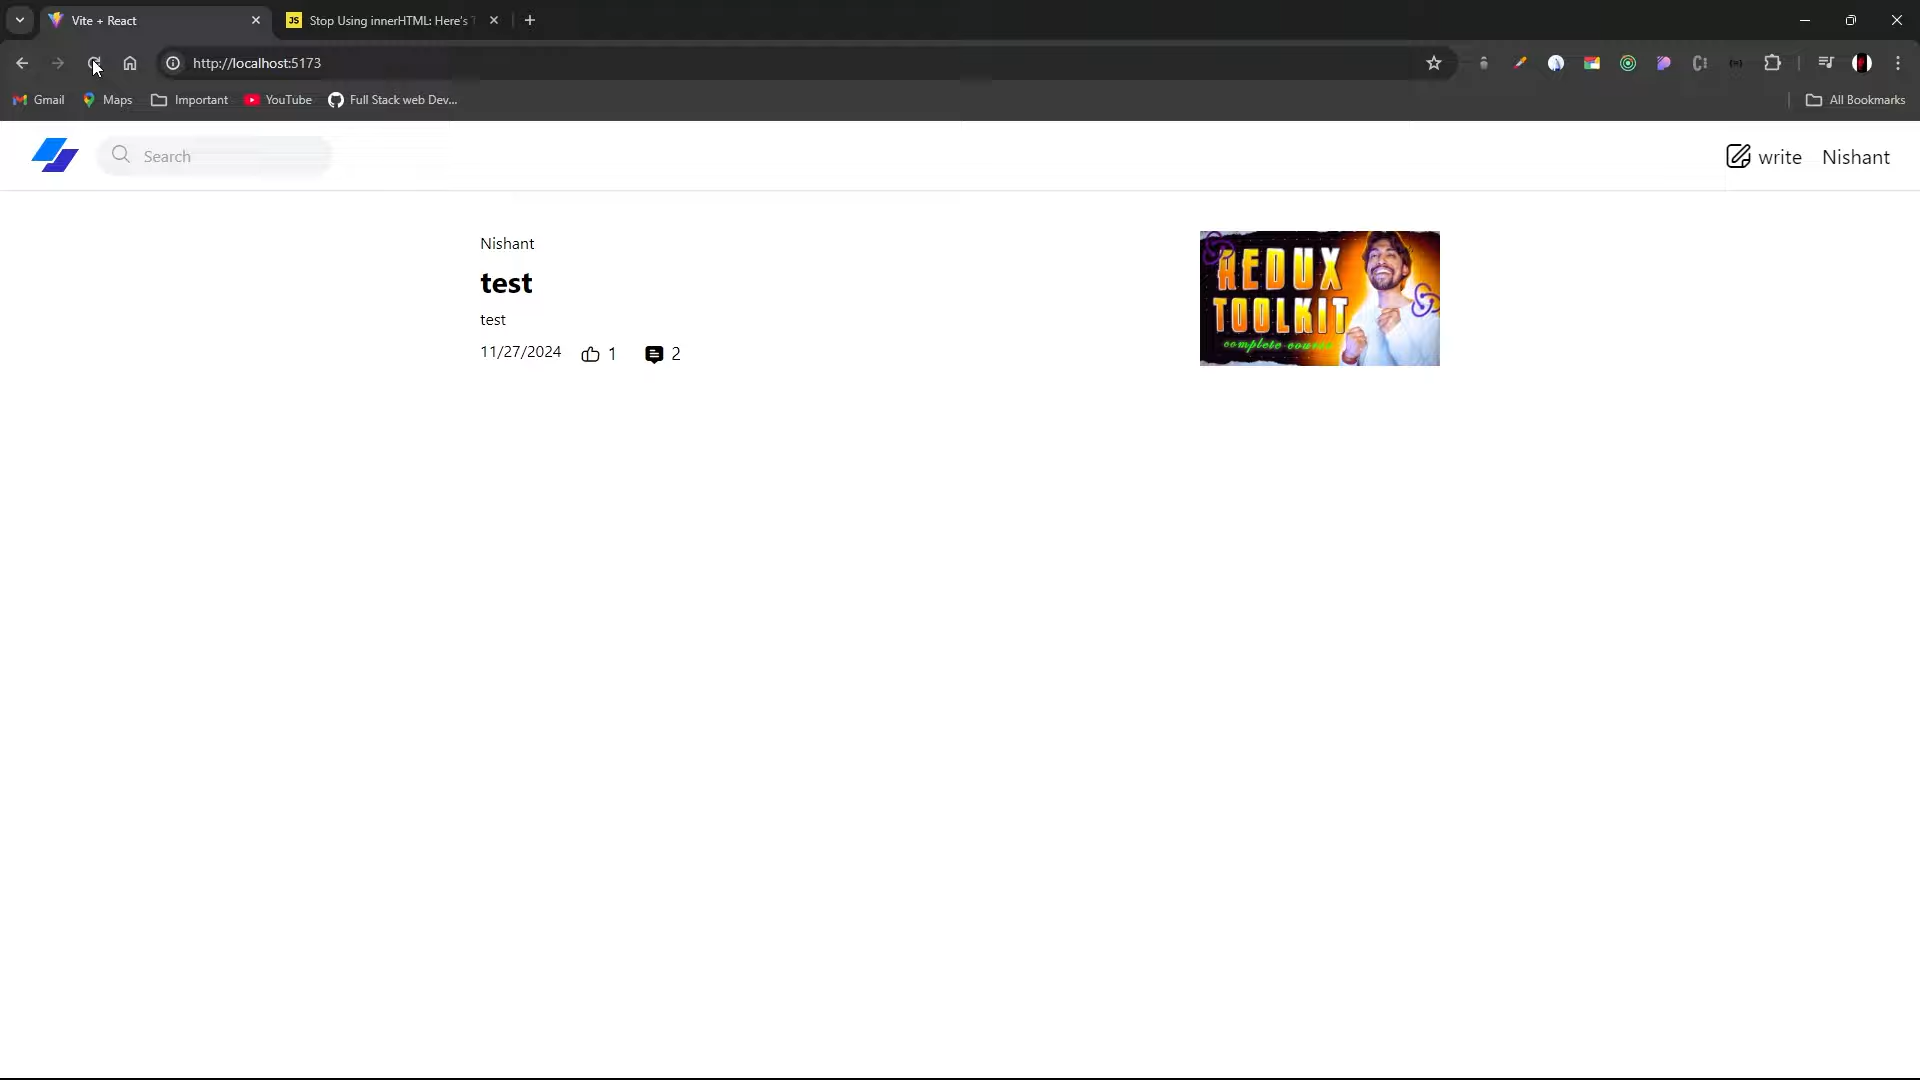 Vite + React
JS Stop Using innerHTML: Here's
http://localhost:5173
Gmail Maps Important YouTube Full Stack web Dev... All Bookmarks
Search write Nishant
Nishant
test
test
11/27/2024 1 2
REDUX
TOOLKIT
complete course